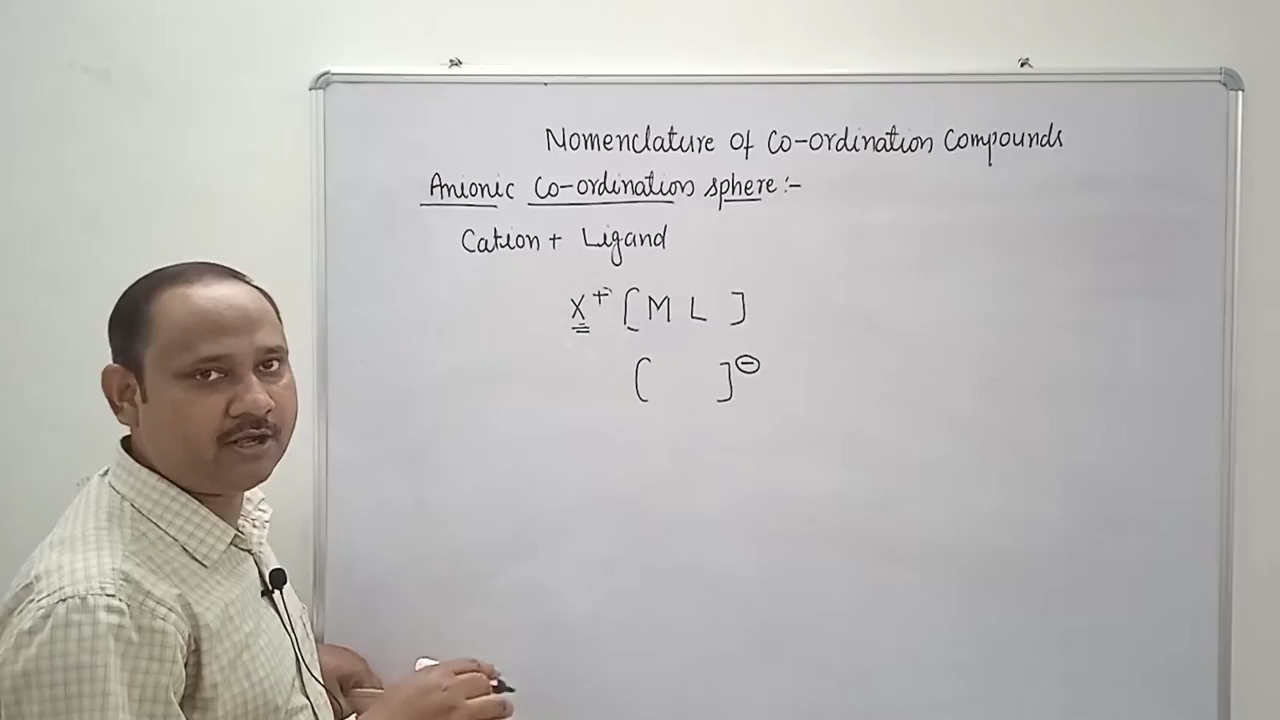 Nomenclature of Co-ordination Compounds
Anionic Co-ordination sphere :-
Cation + Ligand
X⁺ [ M L ]
[ ]⊖